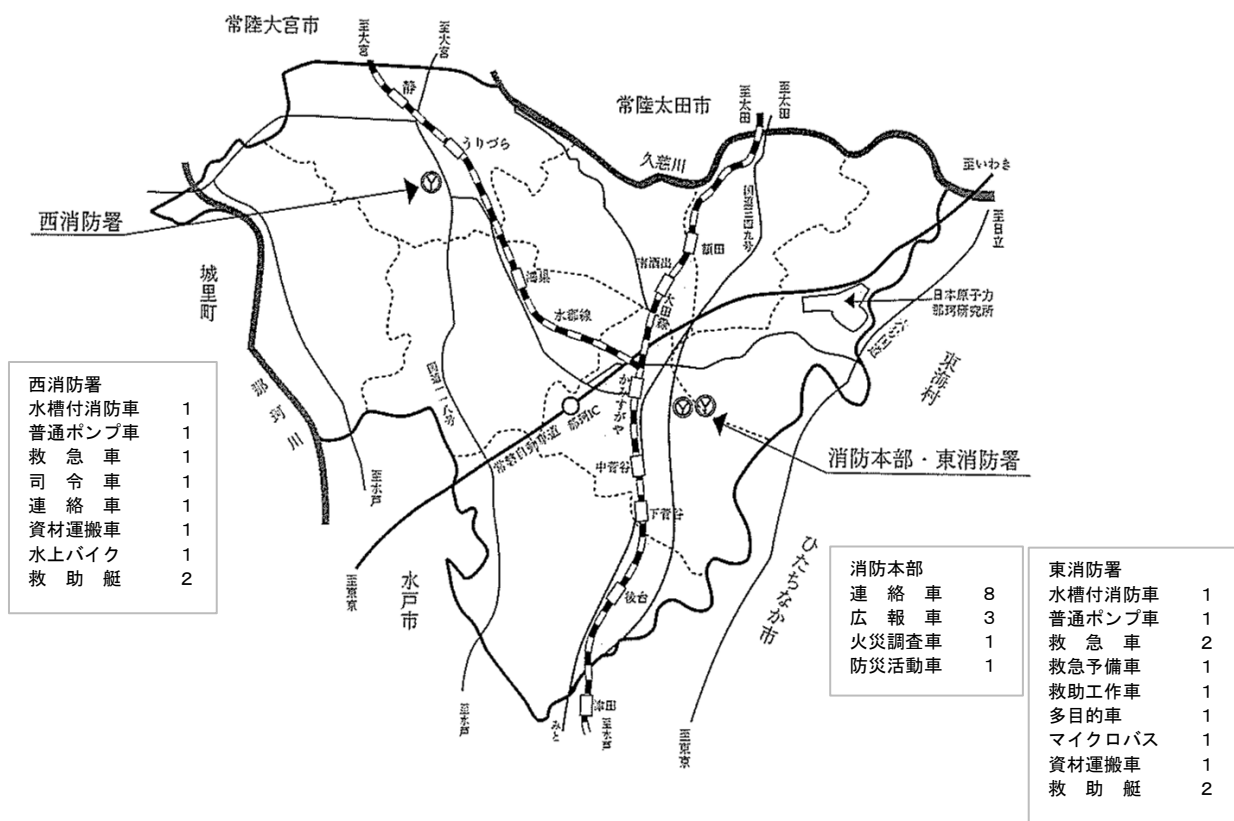 常陸大宮市
至大宮
至大宮
静
うりづら
常陸太田市
至太田
至太田
久慈川
至いわき
国道三四九号
至日立
西消防署
城里町
額田
南酒出
太田線
鴻巣
水郡線
日本原子力
那珂研究所
東海村
那珂川
かみすがや
常磐自動車道 那珂IC
至水戸
中菅谷
消防本部・東消防署
下菅谷
至東京
水戸市
後台
ひたちなか市
津田
至水戸
みと
至水戸
至東京
西消防署
水槽付消防車 1
普通ポンプ車 1
救急車 1
司令車 1
連絡車 1
資材運搬車 1
水上バイク 1
救助艇 2
消防本部
連絡車 8
広報車 3
火災調査車 1
防災活動車 1
東消防署
水槽付消防車 1
普通ポンプ車 1
救急車 2
救急予備車 1
救助工作車 1
多目的車 1
マイクロバス 1
資材運搬車 1
救助艇 2